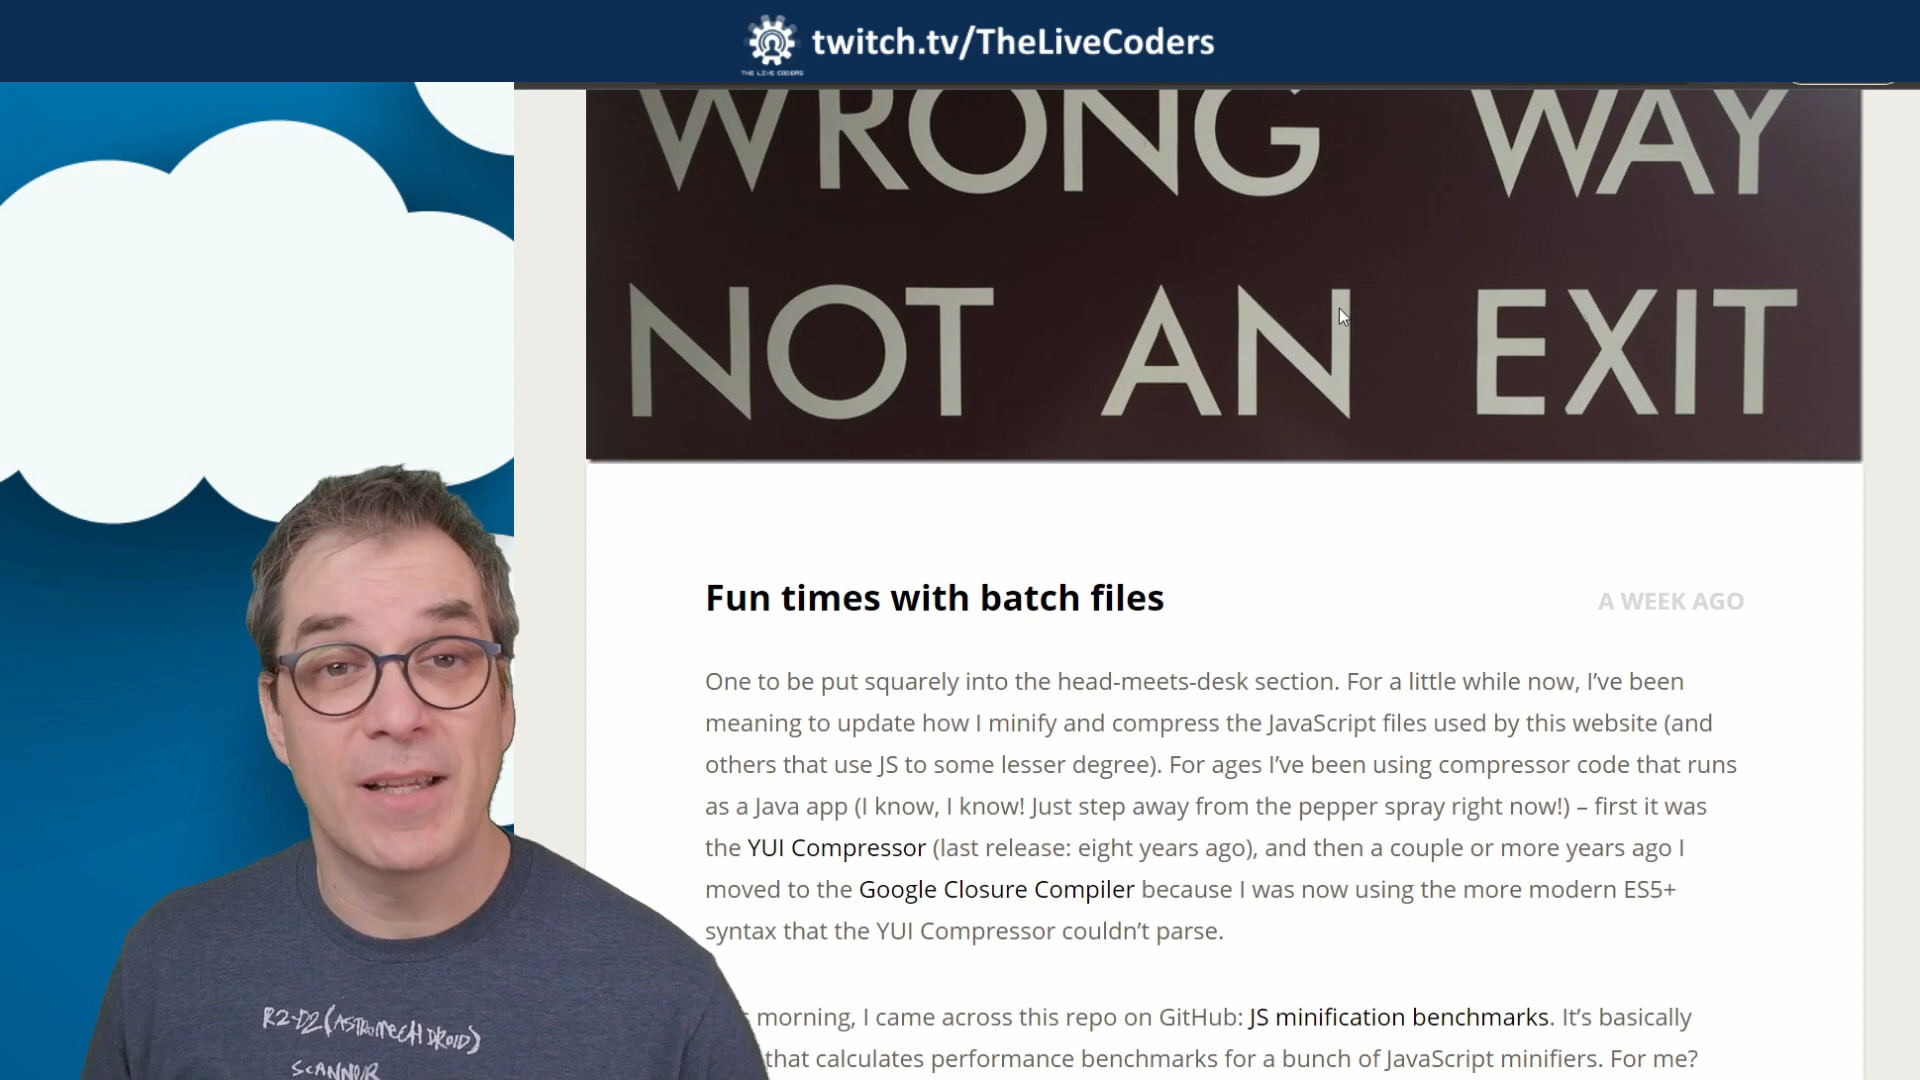 twitch.tv/TheLiveCoders
THE LIVE CODERS
WRONG WAY
NOT AN EXIT
Fun times with batch files
A WEEK AGO
One to be put squarely into the head-meets-desk section. For a little while now, I’ve been
meaning to update how I minify and compress the JavaScript files used by this website (and
others that use JS to some lesser degree). For ages I’ve been using compressor code that runs
as a Java app (I know, I know! Just step away from the pepper spray right now!) – first it was
the YUI Compressor (last release: eight years ago), and then a couple or more years ago I
moved to the Google Closure Compiler because I was now using the more modern ES5+
syntax that the YUI Compressor couldn’t parse.
morning, I came across this repo on GitHub: JS minification benchmarks. It’s basically
that calculates performance benchmarks for a bunch of JavaScript minifiers. For me?
R2-D2 (ASTROMECH DROID)
SCANNER